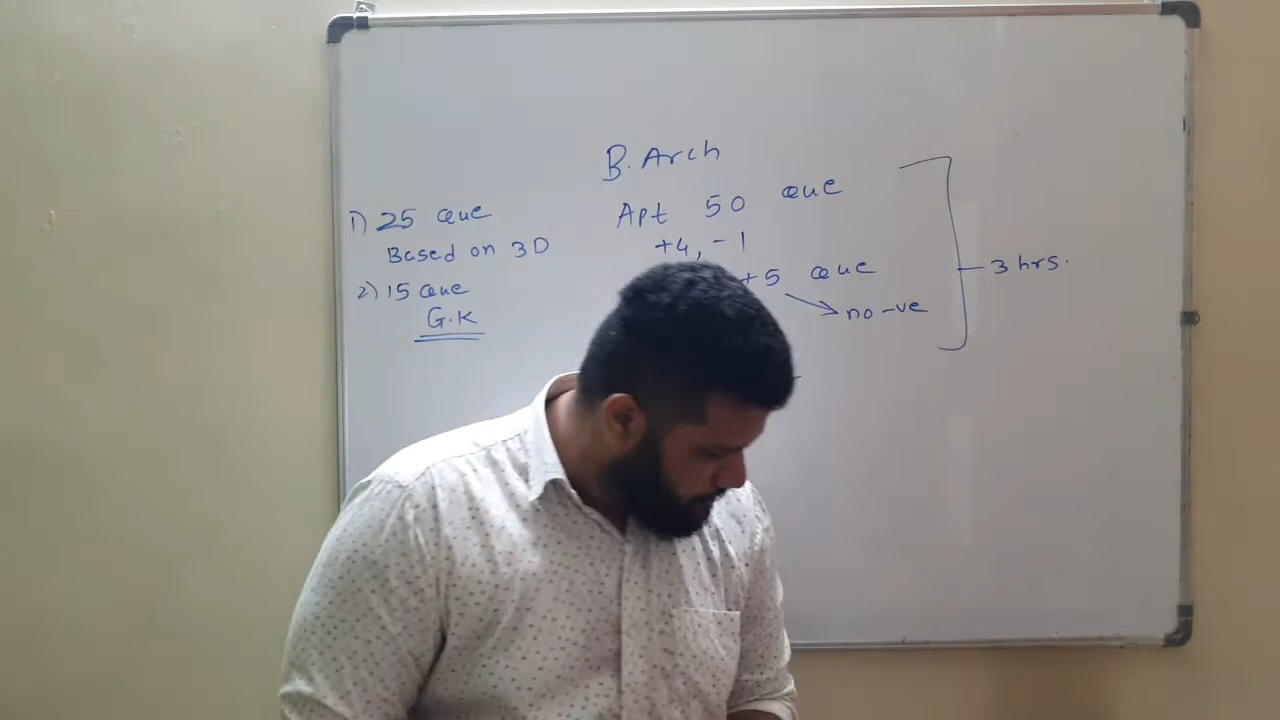 B. Arch
1) 25 que
Based on 3D
2) 15 que
G.K
Apt 50 que
+4, -1
+5 que
no -ve
3 hrs.